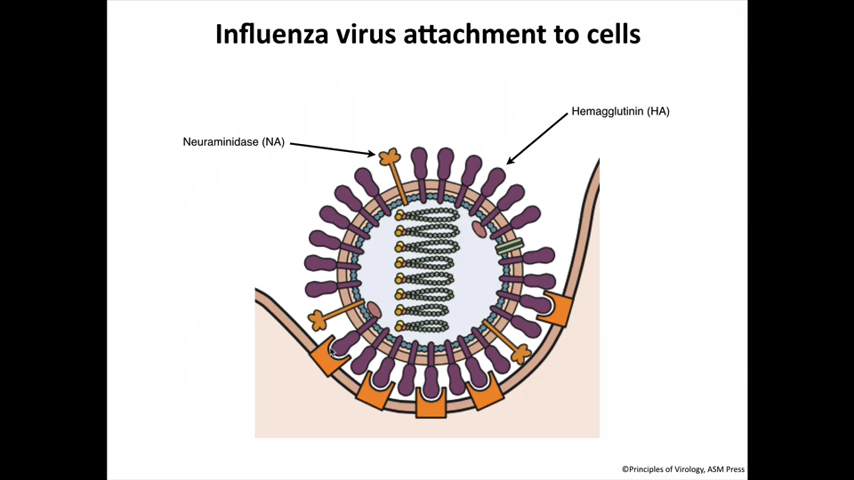 Influenza virus attachment to cells
Hemagglutinin (HA)
Neuraminidase (NA)
©Principles of Virology, ASM Press